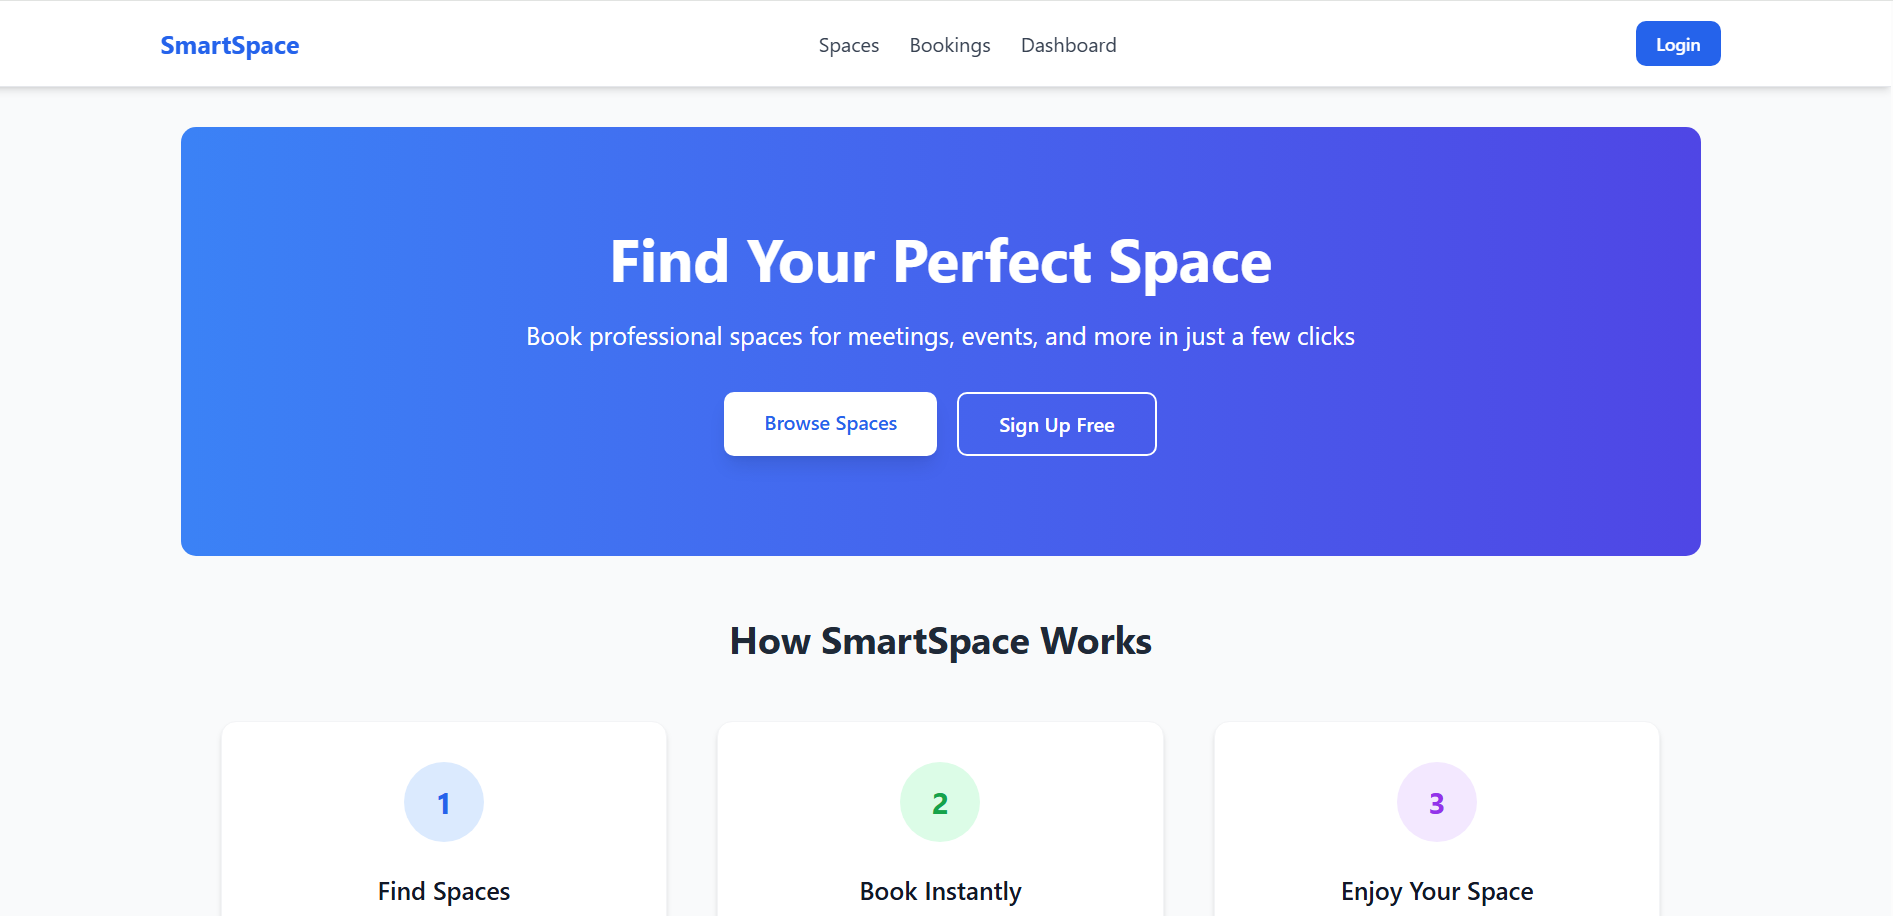 SmartSpace
Spaces
Bookings
Dashboard
Login
Find Your Perfect Space
Book professional spaces for meetings, events, and more in just a few clicks
Browse Spaces
Sign Up Free
How SmartSpace Works
1
Find Spaces
2
Book Instantly
3
Enjoy Your Space